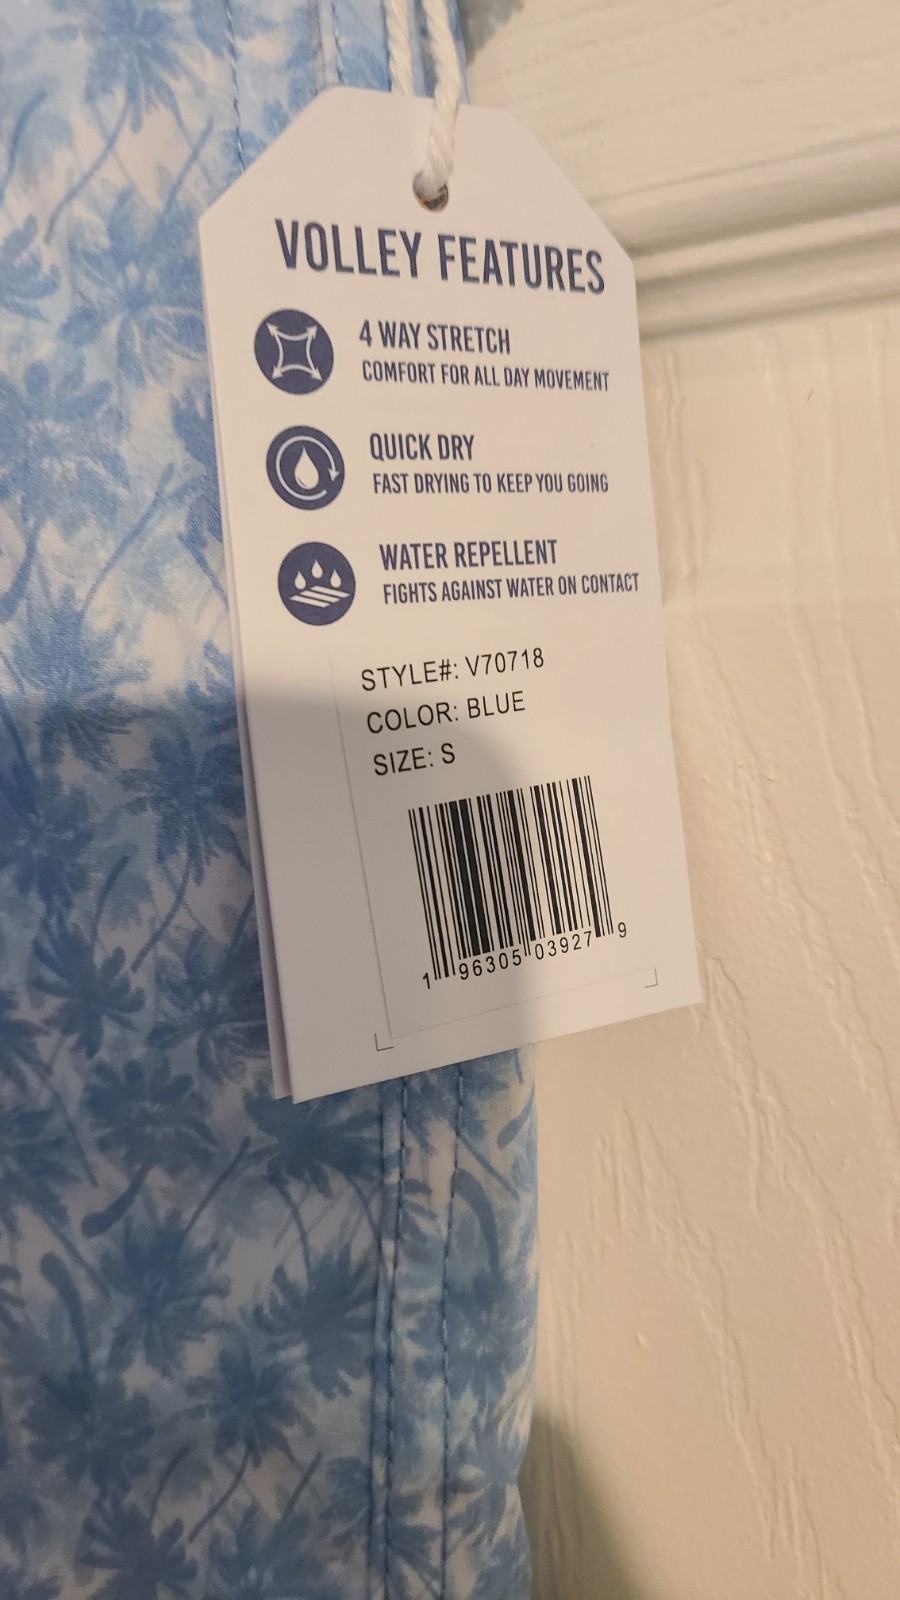 VOLLEY FEATURES
4 WAY STRETCH
COMFORT FOR ALL DAY MOVEMENT
QUICK DRY
FAST DRYING TO KEEP YOU GOING
WATER REPELLENT
FIGHTS AGAINST WATER ON CONTACT
STYLE#: V70718
COLOR: BLUE
SIZE: S
1 96305 03927 9